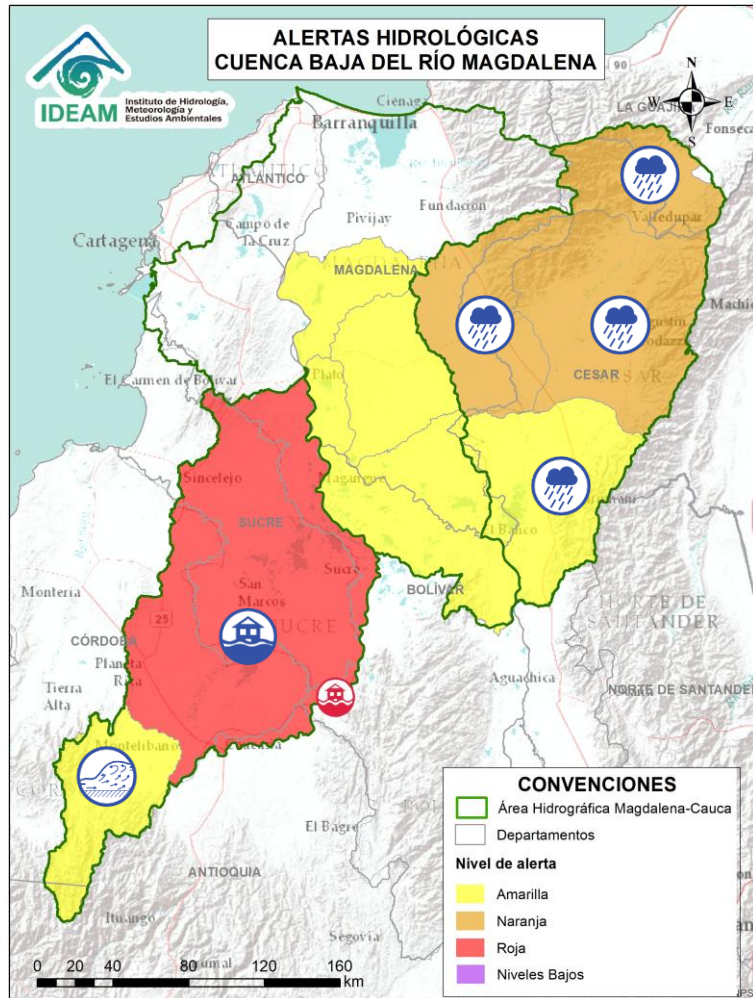 ALERTAS HIDROLÓGICAS
CUENCA BAJA DEL RÍO MAGDALENA
IDEAM
Instituto de Hidrología,
Meteorología y
Estudios Ambientales
90
N
W
E
S
LA GUAJIRA
Fonseca
Ciénaga
Barranquilla
ATLÁNTICO
Valledupar
Fundación
Pivijay
Campo de
la Cruz
Cartagena
MAGDALENA
CESAR
El Carmen de Bolívar
Plato
Sincelejo
Magangué
SUCRE
El Banco
Sucre
San
Marcos
SUCRE
BOLÍVAR
Montería
25
CÓRDOBA
Planeta
Rica
NORTE DE
SANTANDER
Tierra
Alta
Aguachica
NORTE DE SANTANDER
Montelíbano
El Bagre
ANTIOQUIA
Ituango
Segovia
0 20 40 80 120 160
km
CONVENCIONES
Área Hidrográfica Magdalena-Cauca
Departamentos
Nivel de alerta
Amarilla
Naranja
Roja
Niveles Bajos